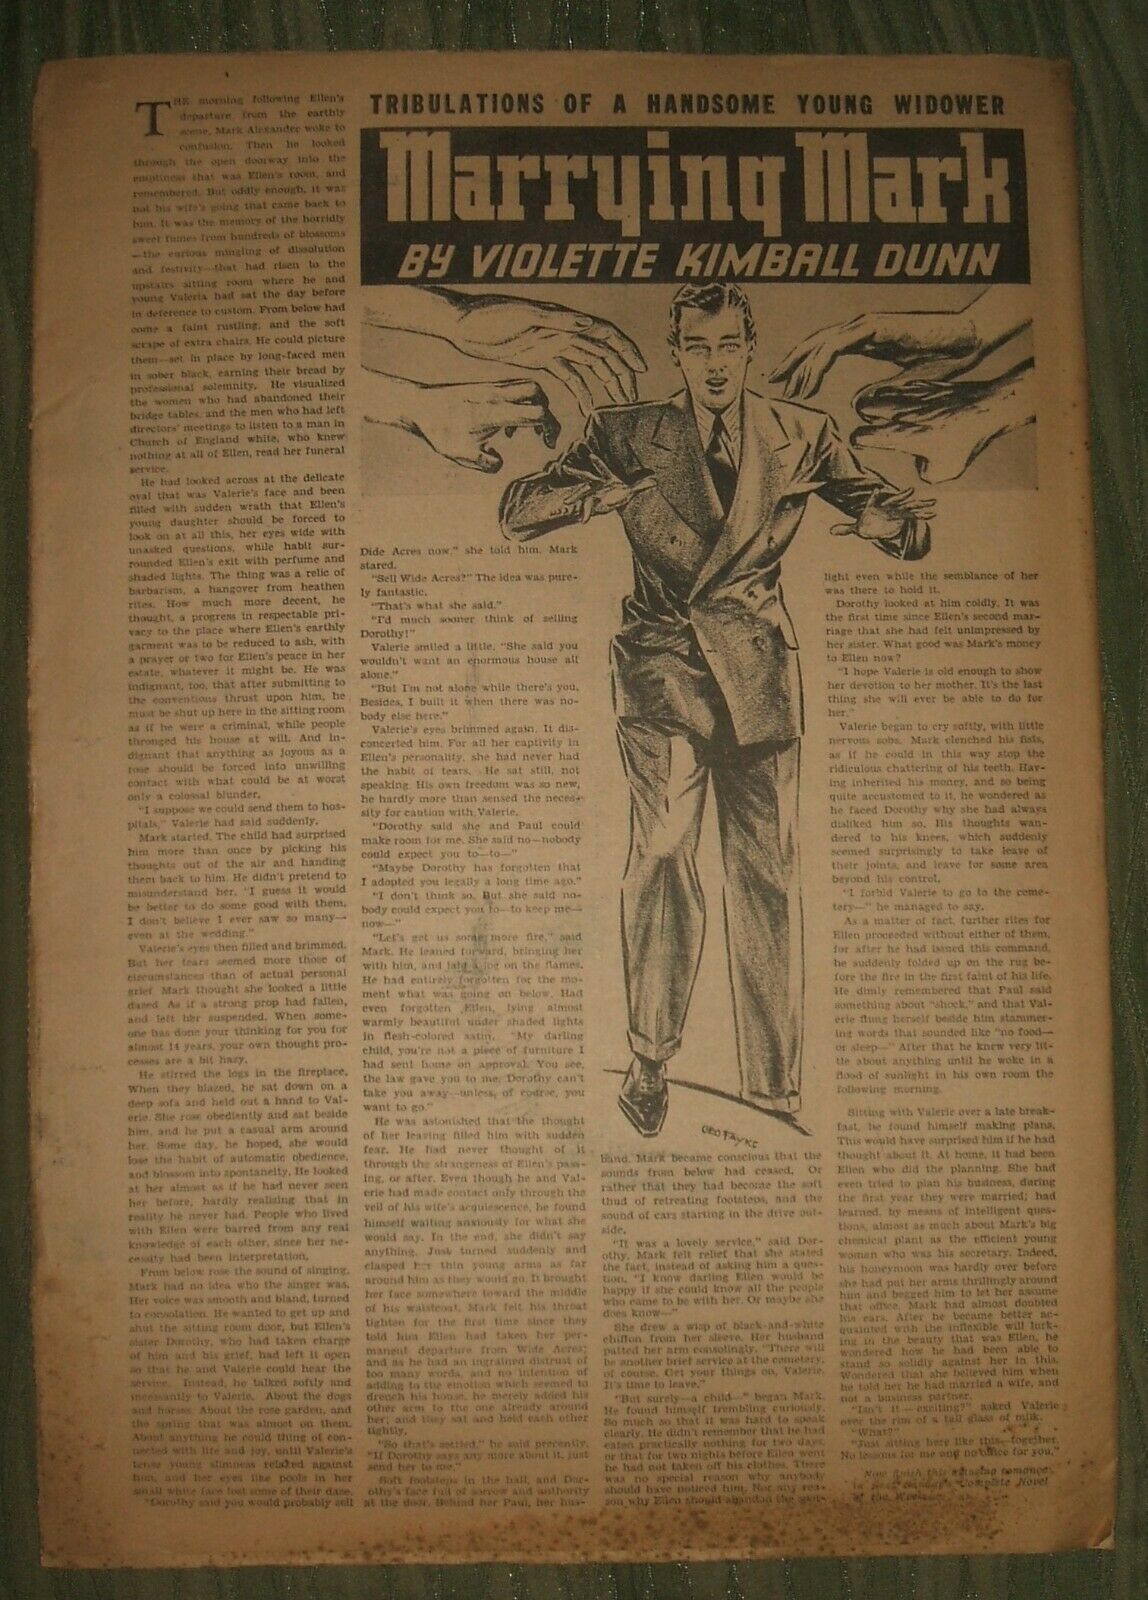 TRIBULATIONS OF A HANDSOME YOUNG WIDOWER
Marrying Mark
BY VIOLETTE KIMBALL DUNN
THE morning following Ellen's
departure from the earthly
scene, Mark Alexander woke to
confusion. Then he looked
through the open doorway into the
emptiness that was Ellen's room, and
remembered. But oddly enough, it was
not his wife's going that came back to
him. It was the memory of the horridly
sweet fumes from hundreds of blossoms
—the curious mingling of dissolution
and festivity—that had risen to the
upstairs sitting room where he and
young Valeria had sat the day before
in deference to custom. From below had
come a faint rustling, and the soft
scrape of extra chairs. He could picture
them—set in place by long-faced men
in sober black, earning their bread by
professional solemnity. He visualized
the women who had abandoned their
bridge tables, and the men who had left
directors' meetings to listen to a man in
Church of England white, who knew
nothing at all of Ellen, read her funeral
service.
He had looked across at the delicate
oval that was Valerie's face and been
filled with sudden wrath that Ellen's
young daughter should be forced to
look on at all this, her eyes wide with
unasked questions, while habit sur-
rounded Ellen's exit with perfume and
shaded lights. The thing was a relic of
barbarism, a hangover from heathen
rites. How much more decent, he
thought, a progress in respectable pri-
vacy to the place where Ellen's earthly
garment was to be reduced to ash, with
a prayer or two for Ellen's peace in her
estate, whatever it might be. He was
indignant, too, that after submitting to
the conventions thrust upon him, he
must be shut up here in the sitting room
as if he were a criminal, while people
thronged his house at will. And in-
dignant that anything as joyous as a
rose should be forced into unwilling
contact with what could be at worst
only a colossal blunder.
"I suppose we could send them to hos-
pitals," Valerie had said suddenly.
Mark started. The child had surprised
him more than once by picking his
thoughts out of the air and handing
them back to him. He didn't pretend to
misunderstand her. "I guess it would
be better to do some good with them.
I don't believe I ever saw so many—
even at the wedding."
Valerie's eyes then filled and brimmed.
But her tears seemed more those of
circumstances than of actual personal
grief. Mark thought she looked a little
dazed. As if a strong prop had fallen,
and left her suspended. When some-
one has done your thinking for you for
almost 14 years, your own thought pro-
cesses are a bit hazy.
He stirred the logs in the fireplace.
When they blazed, he sat down on a
deep sofa and held out a hand to Val-
erie. She rose obediently and sat beside
him, and he put a casual arm around
her. Some day, he hoped, she would
lose the habit of automatic obedience,
and blossom into spontaneity. He looked
at her almost as if he had never seen
her before, hardly realizing that in
reality he never had. People who lived
with Ellen were barred from any real
knowledge of each other, since her ne-
cessity had been interpretation.
From below rose the sound of singing.
Mark had no idea who the singer was.
Her voice was smooth and bland, turned
to consolation. He wanted to get up and
shut the sitting room door, but Ellen's
sister Dorothy, who had taken charge
of him and his grief, had left it open
so that he and Valerie could hear the
service. Instead, he talked softly and
incessantly to Valerie. About the dogs
and horses. About the rose garden, and
the spring that was almost on them.
About anything he could thing of con-
nected with life and joy, until Valerie's
tense young slimness relaxed against
him, and her eyes like pools in her
small white face lost some of their daze.
"Dorothy said you would probably sell
Dide Acres now," she told him. Mark
stared.
"Sell Wide Acres?" The idea was pure-
ly fantastic.
"That's what she said."
"I'd much sooner think of selling
Dorothy!"
Valerie smiled a little. "She said you
wouldn't want an enormous house all
alone."
"But I'm not alone while there's you.
Besides, I built it when there was no-
body else here."
Valerie's eyes brimmed again. It dis-
concerted him. For all her captivity in
Ellen's personality, she had never had
the habit of tears. He sat still, not
speaking. His own freedom was so new,
he hardly more than sensed the neces-
sity for caution with Valerie.
"Dorothy said she and Paul could
make room for me. She said no—nobody
could expect you to—to—"
"Maybe Dorothy has forgotten that
I adopted you legally a long time ago."
"I don't think so. But she said no-
body could expect you to—to keep me—
now—"
"Let's get us some more fire," said
Mark. He leaned forward, bringing her
with him, and laid a log on the flames.
He had entirely forgotten for the mo-
ment what was going on below. Had
even forgotten Ellen, lying almost
warmly beautiful under shaded lights
in flesh-colored satin. "My darling
child, you're not a piece of furniture I
had sent home on approval. You see,
the law gave you to me. Dorothy can't
take you away—unless, of course, you
want to go."
He was astonished that the thought
of her leaving filled him with sudden
fear. He had never thought of it
through the strangeness of Ellen's pass-
ing, or after. Even though he and Val-
erie had made contact only through the
veil of his wife's acquiescence, he found
himself waiting anxiously for what she
would say. In the end, she didn't say
anything. Just turned suddenly and
clasped her thin young arms as far
around him as they would go. It brought
her face somewhere toward the middle
of his waistcoat. Mark felt his throat
tighten for the first time since they
told him Ellen had taken her per-
manent departure from Wide Acres;
and as he had an ingrained distrust of
too many words, and no intention of
adding to the emotion which seemed to
drench his house, he merely added his
other arm to the one already around
her; and they sat and held each other
tightly.
"So that's settled," he said presently.
"If Dorothy says any more about it, just
send her to me."
Soft footsteps in the hall, and Dor-
othy's face full of sorrow and authority
at the door. Behind her Paul, her hus-
band. Mark became conscious that the
sounds from below had ceased. Or
rather that they had become the soft
thud of retreating footsteps, and the
sound of cars starting in the drive out-
side.
"It was a lovely service," said Dor-
othy. Mark felt relief that she stated
the fact, instead of asking him a ques-
tion. "I know darling Ellen would be
happy if she could know all the people
who came to be with her. Or maybe she
does know—"
She drew a wisp of black-and-white
chiffon from her sleeve. Her husband
patted her arm consolingly. "There will
be another brief service at the cemetery,
of course. Get your things on, Valerie.
It's time to leave."
"But surely—a child—" began Mark.
He found himself trembling curiously.
So much so that it was hard to speak
clearly. He didn't remember that he had
eaten practically nothing for two days,
or that for two nights before Ellen went
he had not taken off his clothes. There
was no special reason why anybody
should have noticed him. Nor any rea-
son why Ellen should abandon the spot-
light even while the semblance of her
was there to hold it.
Dorothy looked at him coldly. It was
the first time since Ellen's second mar-
riage that she had felt unimpressed by
her sister. What good was Mark's money
to Ellen now?
"I hope Valerie is old enough to show
her devotion to her mother. It's the last
thing she will ever be able to do for
her."
Valerie began to cry softly, with little
nervous sobs. Mark clenched his fists,
as if he could in this way stop the
ridiculous chattering of his teeth. Hav-
ing inherited his money, and so being
quite accustomed to it, he wondered as
he faced Dorothy why she had always
disliked him so. His thoughts wan-
dered to his knees, which suddenly
seemed surprisingly to take leave of
their joints, and leave for some area
beyond his control.
"I forbid Valerie to go to the ceme-
tery—" he managed to say.
As a matter of fact, further rites for
Ellen proceeded without either of them,
for after he had issued this command,
he suddenly folded up on the rug be-
fore the fire in the first faint of his life.
He dimly remembered that Paul said
something about "shock," and that Val-
erie flung herself beside him stammer-
ing words that sounded like "no food—
or sleep—" After that he knew very lit-
tle about anything until he woke in a
flood of sunlight in his own room the
following morning.
Sitting with Valerie over a late break-
fast, he found himself making plans.
This would have surprised him if he had
thought about it. At home, it had been
Ellen who did the planning. She had
even tried to plan his business, during
the first year they were married; had
learned, by means of intelligent ques-
tions, almost as much about Mark's big
chemical plant as the efficient young
woman who was his secretary. Indeed,
his honeymoon was hardly over before
she had put her arms thrillingly around
him and begged him to let her assume
that office. Mark had almost doubted
his ears. After he became better ac-
quainted with the inflexible will lurk-
ing in the beauty that was Ellen, he
wondered how he had been able to
stand so solidly against her in this.
Wondered that she believed him when
he told her he had married a wife, and
not a business partner.
"Isn't it—exciting?" asked Valerie
over the rim of a tall glass of milk.
"What?"
"Just sitting here like this—together.
No lessons for me and no office for you."
Now finish this amusing romance
in Next Sunday's Complete Novel
GEO TAYKS